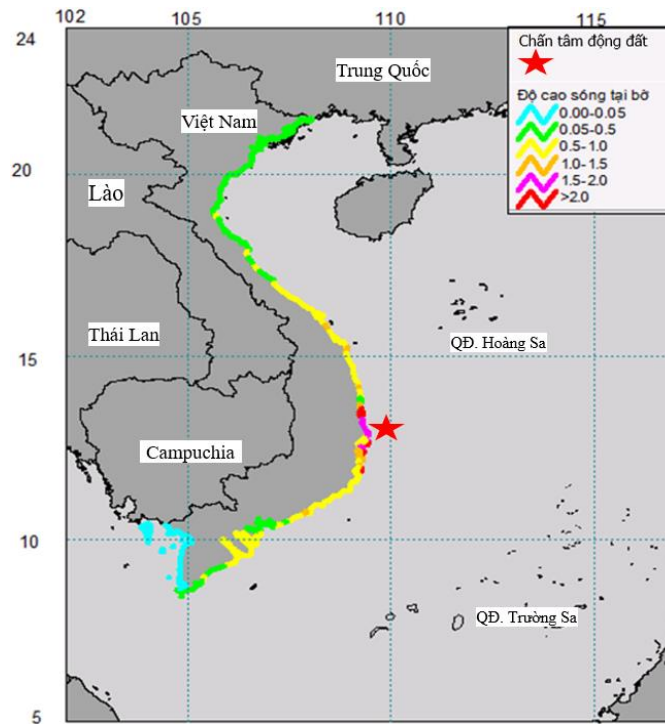 102 105 110 115
24
Chấn tâm động đất
Trung Quốc
Độ cao sóng tại bờ
0.00-0.05
Việt Nam
0.05-0.5
0.5-1.0
1.0-1.5
20
1.5-2.0
Lào
>2.0
Thái Lan
QĐ. Hoàng Sa
15
Campuchia
10
QĐ. Trường Sa
5